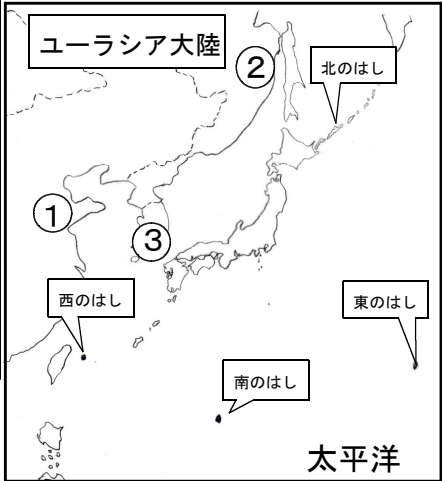 ユーラシア大陸
②
北のはし
①
③
西のはし
東のはし
南のはし
太平洋